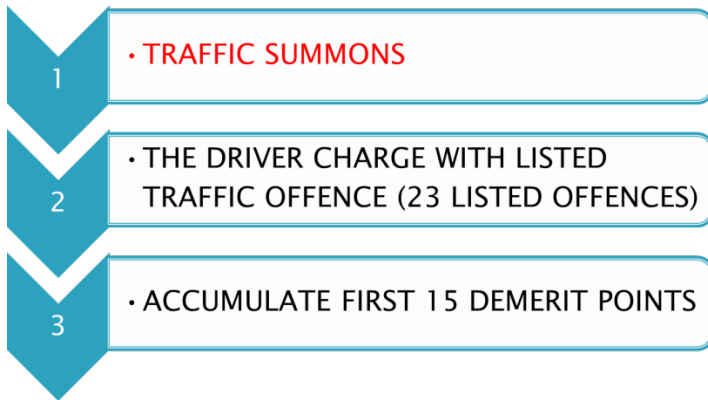 1
• TRAFFIC SUMMONS
2
• THE DRIVER CHARGE WITH LISTED
TRAFFIC OFFENCE (23 LISTED OFFENCES)
3
• ACCUMULATE FIRST 15 DEMERIT POINTS